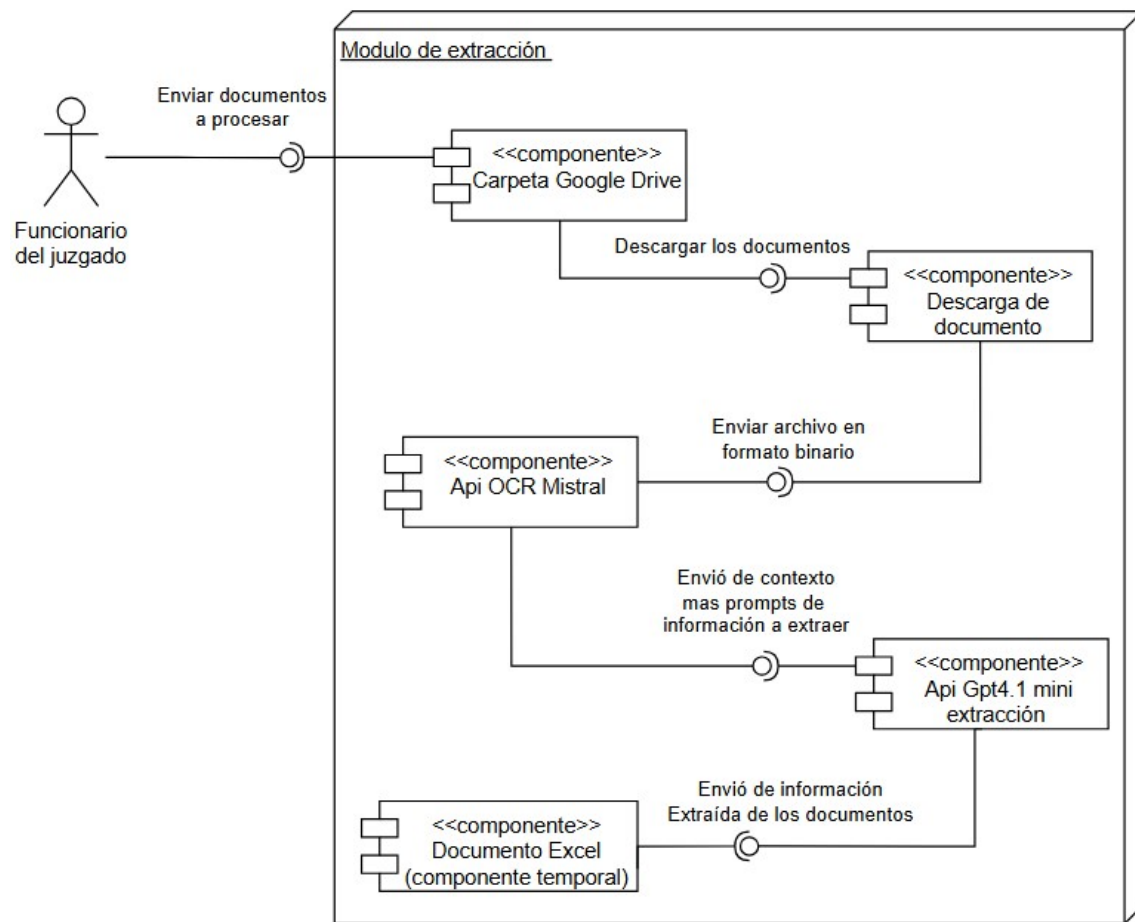 Modulo de extracción
Enviar documentos
a procesar
Funcionario
del juzgado
<<componente>>
Carpeta Google Drive
Descargar los documentos
<<componente>>
Descarga de
documento
Enviar archivo en
formato binario
<<componente>>
Api OCR Mistral
Envió de contexto
mas prompts de
información a extraer
<<componente>>
Api Gpt4.1 mini
extracción
Envió de información
Extraída de los documentos
<<componente>>
Documento Excel
(componente temporal)